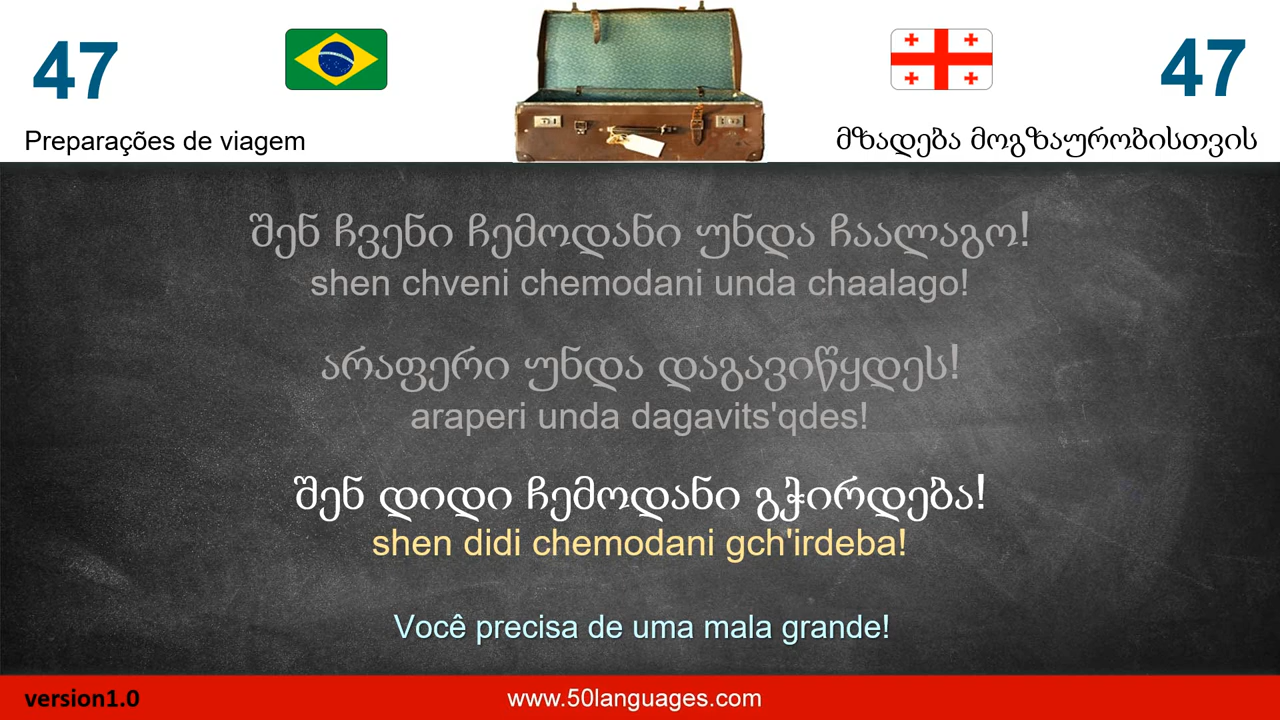 47
47
Preparações de viagem
მზადება მოგზაურობისთვის
შენ ჩვენი ჩემოდანი უნდა ჩაალაგო!
shen chveni chemodani unda chaalago!
არაფერი უნდა დაგავიწყდეს!
araperi unda dagavits'qdes!
შენ დიდი ჩემოდანი გჭირდება!
shen didi chemodani gch'irdeba!
Você precisa de uma mala grande!
version1.0
www.50languages.com